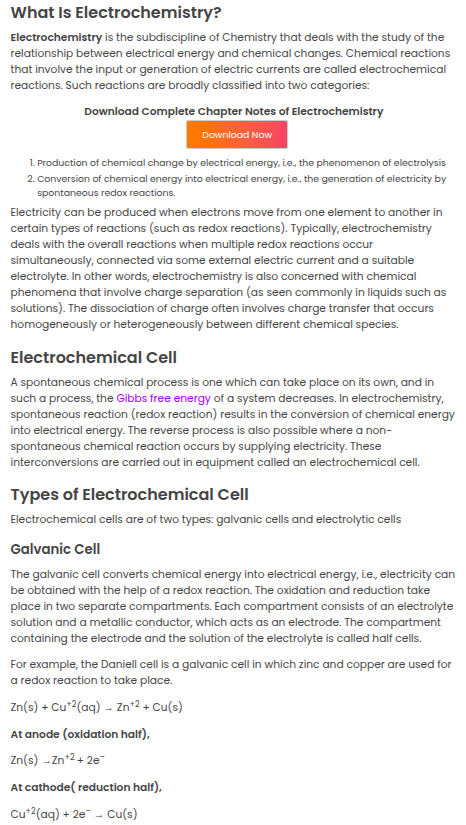 What Is Electrochemistry?
Electrochemistry is the subdiscipline of Chemistry that deals with the study of the
relationship between electrical energy and chemical changes. Chemical reactions
that involve the input or generation of electric currents are called electrochemical
reactions. Such reactions are broadly classified into two categories:
Download Complete Chapter Notes of Electrochemistry
Download Now
1. Production of chemical change by electrical energy, i.e., the phenomenon of electrolysis
2. Conversion of chemical energy into electrical energy, i.e., the generation of electricity by
spontaneous redox reactions.
Electricity can be produced when electrons move from one element to another in
certain types of reactions (such as redox reactions). Typically, electrochemistry
deals with the overall reactions when multiple redox reactions occur
simultaneously, connected via some external electric current and a suitable
electrolyte. In other words, electrochemistry is also concerned with chemical
phenomena that involve charge separation (as seen commonly in liquids such as
solutions). The dissociation of charge often involves charge transfer that occurs
homogeneously or heterogeneously between different chemical species.
Electrochemical Cell
A spontaneous chemical process is one which can take place on its own, and in
such a process, the Gibbs free energy of a system decreases. In electrochemistry,
spontaneous reaction (redox reaction) results in the conversion of chemical energy
into electrical energy. The reverse process is also possible where a non-
spontaneous chemical reaction occurs by supplying electricity. These
interconversions are carried out in equipment called an electrochemical cell.
Types of Electrochemical Cell
Electrochemical cells are of two types: galvanic cells and electrolytic cells
Galvanic Cell
The galvanic cell converts chemical energy into electrical energy, i.e., electricity can
be obtained with the help of a redox reaction. The oxidation and reduction take
place in two separate compartments. Each compartment consists of an electrolyte
solution and a metallic conductor, which acts as an electrode. The compartment
containing the electrode and the solution of the electrolyte is called half cells.
For example, the Daniell cell is a galvanic cell in which zinc and copper are used for
a redox reaction to take place.
Zn(s) + Cu⁺²(aq) → Zn⁺² + Cu(s)
At anode (oxidation half),
Zn(s) →Zn⁺² + 2e⁻
At cathode( reduction half),
Cu⁺²(aq) + 2e⁻ → Cu(s)